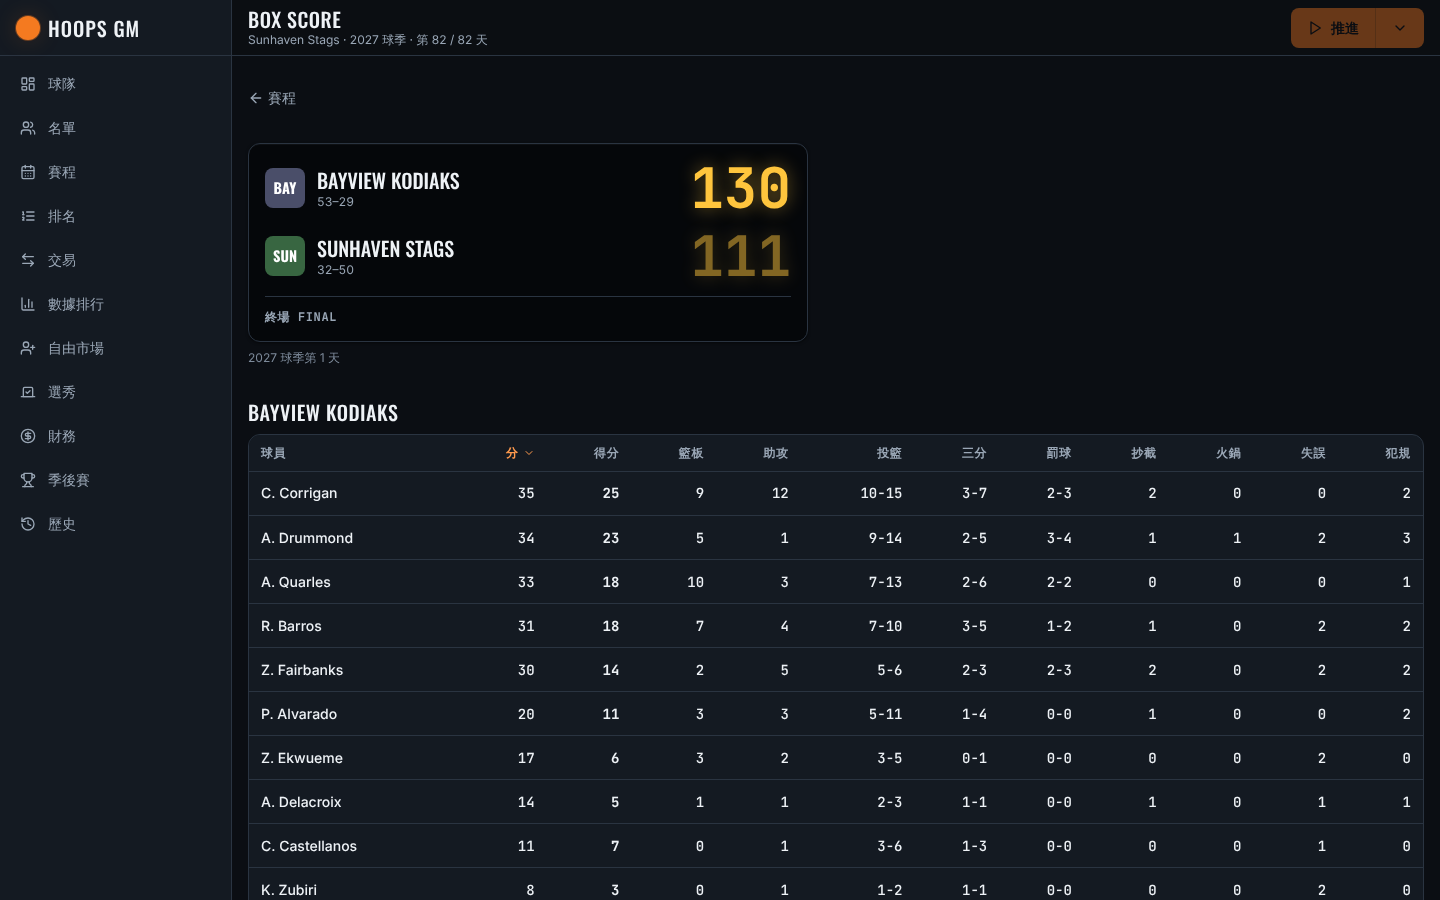 HOOPS GM
球隊
名單
賽程
排名
交易
數據排行
自由市場
選秀
財務
季後賽
歷史
BOX SCORE
Sunhaven Stags · 2027 球季 · 第 82 / 82 天
推進
賽程
BAY BAYVIEW KODIAKS 130
53–29
SUN SUNHAVEN STAGS 111
32–50
終場 FINAL
2027 球季第 1 天
BAYVIEW KODIAKS
球員 分 得分 籃板 助攻 投籃 三分 罰球 抄截 火鍋 失誤 犯規
C. Corrigan 35 25 9 12 10-15 3-7 2-3 2 0 0 2
A. Drummond 34 23 5 1 9-14 2-5 3-4 1 1 2 3
A. Quarles 33 18 10 3 7-13 2-6 2-2 0 0 0 1
R. Barros 31 18 7 4 7-10 3-5 1-2 1 0 2 2
Z. Fairbanks 30 14 2 5 5-6 2-3 2-3 2 0 2 2
P. Alvarado 20 11 3 3 5-11 1-4 0-0 1 0 0 2
Z. Ekwueme 17 6 3 2 3-5 0-1 0-0 0 0 2 0
A. Delacroix 14 5 1 1 2-3 1-1 0-0 1 0 1 1
C. Castellanos 11 7 0 1 3-6 1-3 0-0 0 0 1 0
K. Zubiri 8 3 0 1 1-2 1-1 0-0 0 0 2 0